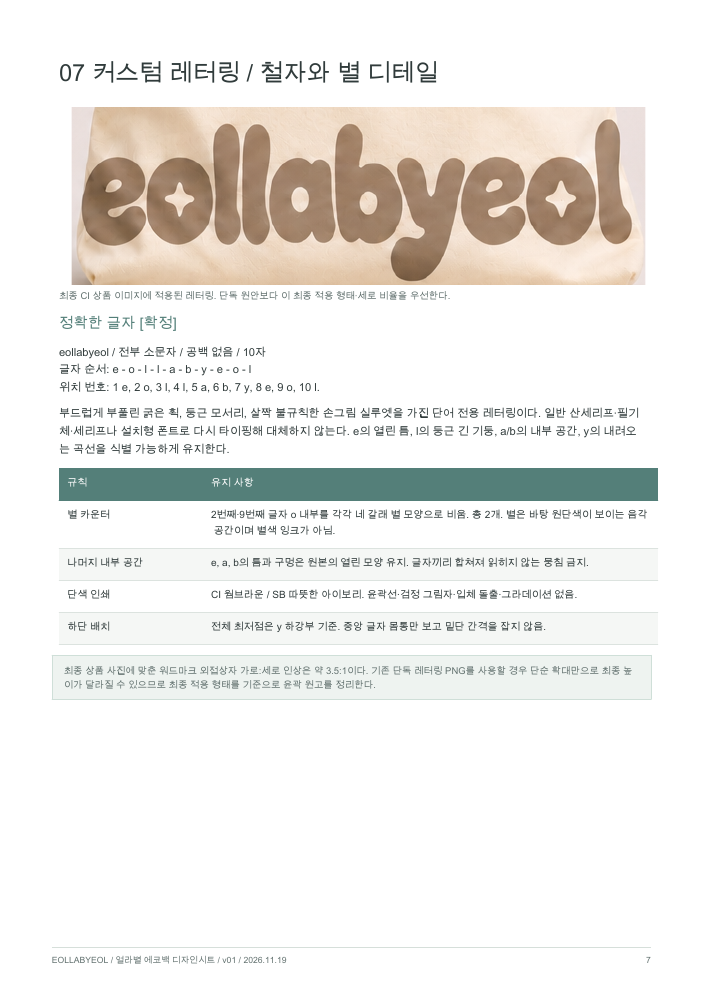 07 커스텀 레터링 / 철자와 별 디테일
eollabyeol
최종 CI 상품 이미지에 적용된 레터링. 단독 원안보다 이 최종 적용 형태·세로 비율을 우선한다.
정확한 글자 [확정]
eollabyeol / 전부 소문자 / 공백 없음 / 10자
글자 순서: e - o - l - l - a - b - y - e - o - l
위치 번호: 1 e, 2 o, 3 l, 4 l, 5 a, 6 b, 7 y, 8 e, 9 o, 10 l.
부드럽게 부풀린 굵은 획, 둥근 모서리, 살짝 불규칙한 손그림 실루엣을 가진 단어 전용 레터링이다. 일반 산세리프·필기
체·세리프나 설치형 폰트로 다시 타이핑해 대체하지 않는다. e의 열린 틈, l의 둥근 긴 기둥, a/b의 내부 공간, y의 내려오
는 곡선을 식별 가능하게 유지한다.
규칙 유지 사항
별 카운터 2번째·9번째 글자 o 내부를 각각 네 갈래 별 모양으로 비움. 총 2개. 별은 바탕 원단색이 보이는 음각
공간이며 별색 잉크가 아님.
나머지 내부 공간 e, a, b의 틈과 구멍은 원본의 열린 모양 유지. 글자끼리 합쳐져 읽히지 않는 뭉침 금지.
단색 인쇄 CI 웜브라운 / SB 따뜻한 아이보리. 윤곽선·검정 그림자·입체 돌출·그라데이션 없음.
하단 배치 전체 최저점은 y 하강부 기준. 중앙 글자 몸통만 보고 밑단 간격을 잡지 않음.
최종 상품 사진에 맞춘 워드마크 외접상자 가로:세로 인상은 약 3.5:1이다. 기존 단독 레터링 PNG를 사용할 경우 단순 확대만으로 최종 높
이가 달라질 수 있으므로 최종 적용 형태를 기준으로 윤곽 원고를 정리한다.
EOLLABYEOL / 얼라별 에코백 디자인시트 / v01 / 2026.11.19
7